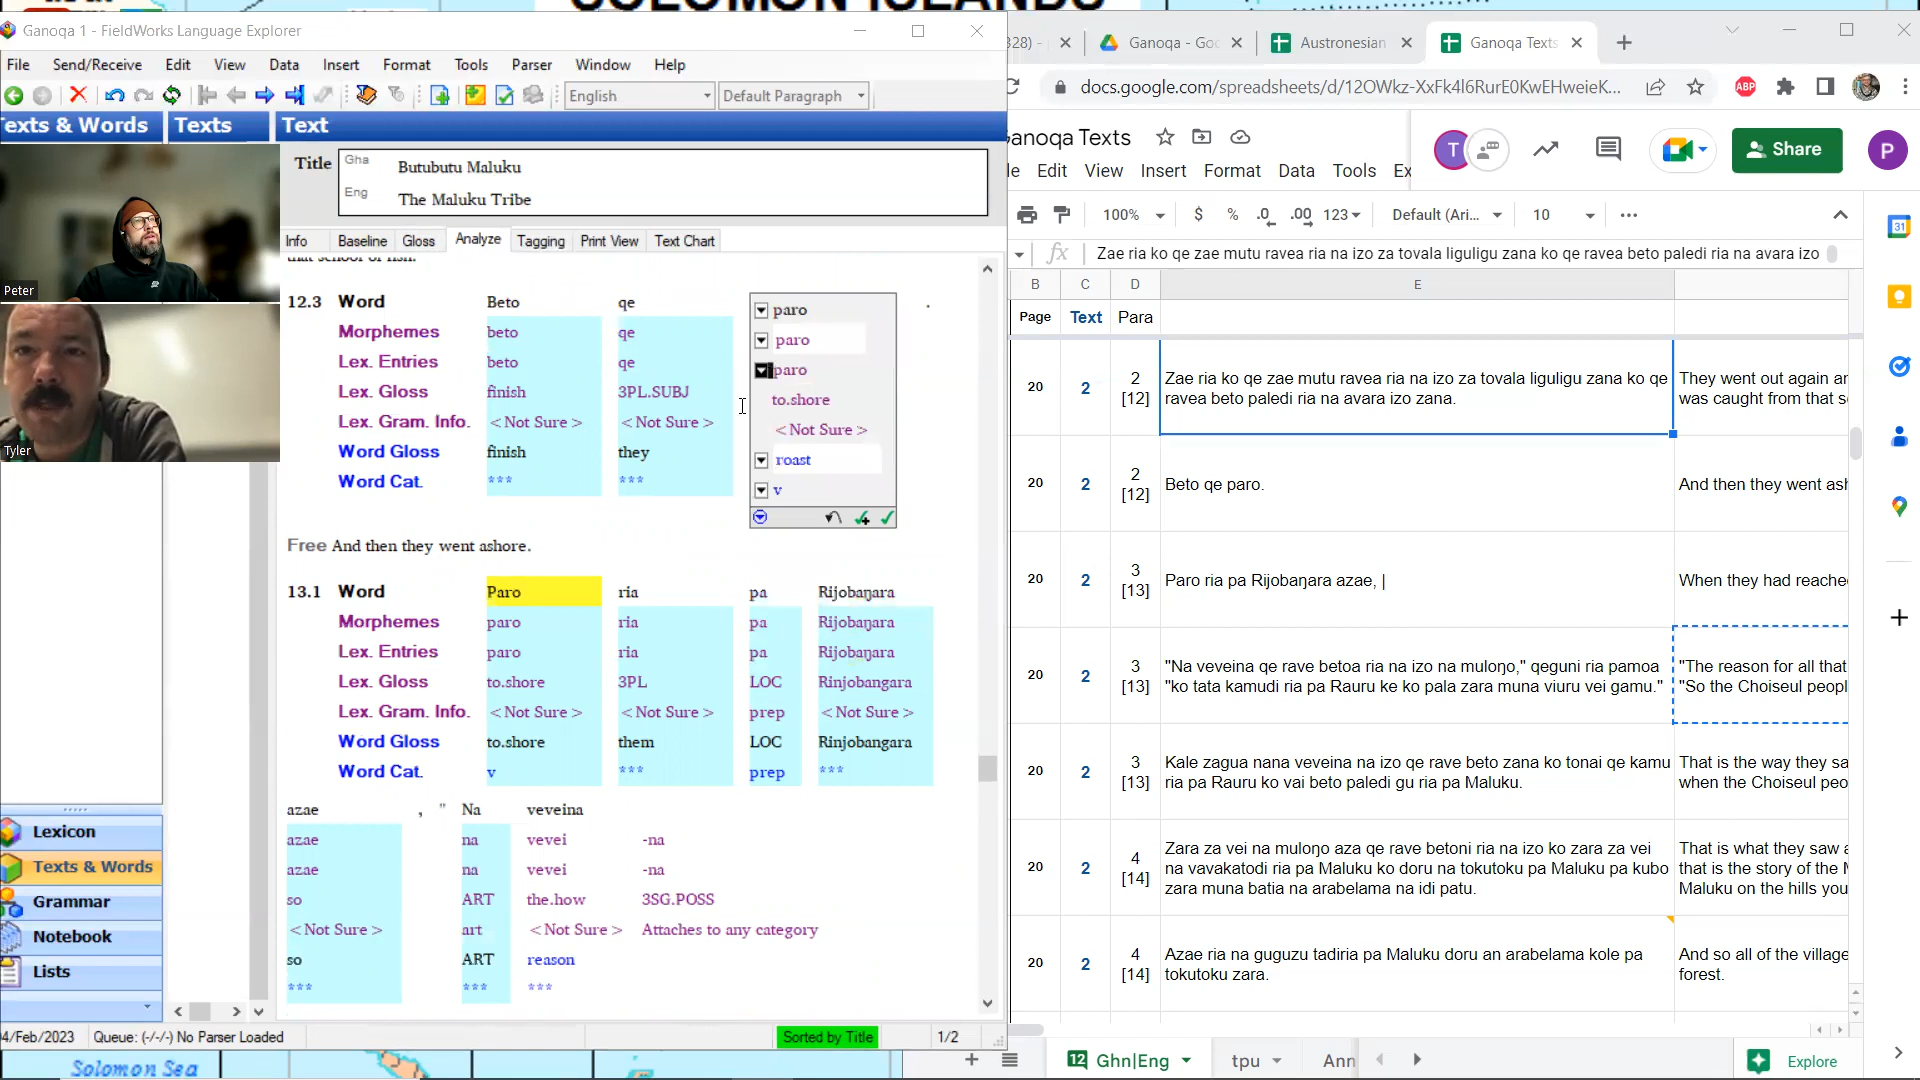 SOLOMON ISLANDS
Ganoqa 1 - FieldWorks Language Explorer
File Send/Receive Edit View Data Insert Format Tools Parser Window Help
English
Default Paragraph
Texts & Words
Texts
Text
Title
Gha Butubutu Maluku
Eng The Maluku Tribe
Info Baseline Gloss Analyze Tagging Print View Text Chart
that school of fish.
12.3 Word Beto qe paro .
Morphemes beto qe paro
Lex. Entries beto qe paro
Lex. Gloss finish 3PL.SUBJ to.shore
Lex. Gram. Info. <Not Sure> <Not Sure> <Not Sure>
Word Gloss finish they roast
Word Cat. *** *** v
Free And then they went ashore.
13.1 Word Paro ria pa Rijobaŋara
Morphemes paro ria pa Rijobaŋara
Lex. Entries paro ria pa Rijobaŋara
Lex. Gloss to.shore 3PL LOC Rinjobangara
Lex. Gram. Info. <Not Sure> <Not Sure> prep <Not Sure>
Word Gloss to.shore them LOC Rinjobangara
Word Cat. v *** prep ***
azae , " Na veveina
azae na vevei -na
azae na vevei -na
so ART the.how 3SG.POSS
<Not Sure> art <Not Sure> Attaches to any category
so ART reason
*** *** ***
Peter
Tyler
Lexicon
Texts & Words
Grammar
Notebook
Lists
04/Feb/2023 Queue: (-/-/-) No Parser Loaded Sorted by Title 1/2
Solomon Sea
328) -
Ganoqa - Goo
Austronesian
Ganoqa Texts
docs.google.com/spreadsheets/d/12OWkz-XxFk4l6RurE0KwEHweieK...
ABP
Ganoqa Texts
T
Share
P
le Edit View Insert Format Data Tools Ex
100% $ % .0 .00 123 Default (Ari... 10
31
fx Zae ria ko qe zae mutu ravea ria na izo za tovala liguligu zana ko qe ravea beto paledi ria na avara izo
B C D E
Page Text Para
20 2 2 [12] Zae ria ko qe zae mutu ravea ria na izo za tovala liguligu zana ko qe They went out again ar
ravea beto paledi ria na avara izo zana. was caught from that s
20 2 2 [12] Beto qe paro. And then they went ash
20 2 3 [13] Paro ria pa Rijobaŋara azae, | When they had reache
20 2 3 [13] "Na veveina qe rave betoa ria na izo na muloŋo," qeguni ria pamoa "The reason for all that
"ko tata kamudi ria pa Rauru ke ko pala zara muna viuru vei gamu." "So the Choiseul peopl
20 2 3 [13] Kale zagua nana veveina na izo qe rave beto zana ko tonai qe kamu That is the way they sa
ria pa Rauru ko vai beto paledi gu ria pa Maluku. when the Choiseul peo
20 2 4 [14] Zara za vei na muloŋo aza qe rave betoni ria na izo ko zara za vei That is what they saw a
na vavakatodi ria pa Maluku ko doru na tokutoku pa Maluku pa kubo that is the story of the M
zara muna batia na arabelama na idi patu. Maluku on the hills you
20 2 4 [14] Azae ria na guguzu tadiria pa Maluku doru an arabelama kole pa And so all of the village
tokutoku zara. forest.
12 Ghn|Eng tpu Ann
Explore